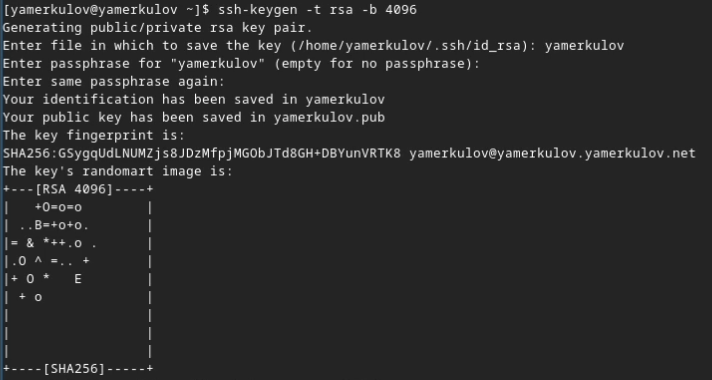 [yamerkulov@yamerkulov ~]$ ssh-keygen -t rsa -b 4096
Generating public/private rsa key pair.
Enter file in which to save the key (/home/yamerkulov/.ssh/id_rsa): yamerkulov
Enter passphrase for "yamerkulov" (empty for no passphrase):
Enter same passphrase again:
Your identification has been saved in yamerkulov
Your public key has been saved in yamerkulov.pub
The key fingerprint is:
SHA256:GSygqUdLNUMZjs8JDzMfpjMGObJTd8GH+DBYunVRTK8 yamerkulov@yamerkulov.yamerkulov.net
The key's randomart image is:
+---[RSA 4096]----+
|   +O=o=o        |
| ..B=+o+o.       |
|= & *++.o .      |
|.O ^ =.. +       |
|+ O *   E        |
| + o             |
|                 |
|                 |
|                 |
+----[SHA256]-----+